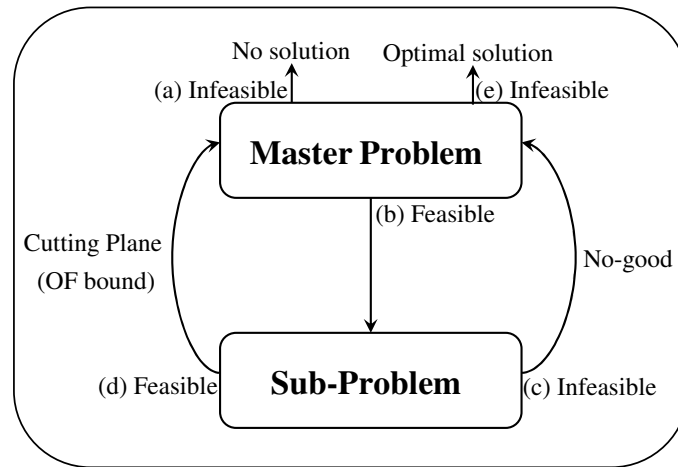 No solution
Optimal solution
(a) Infeasible
(e) Infeasible
Master Problem
(b) Feasible
Cutting Plane
(OF bound)
No-good
(d) Feasible
Sub-Problem
(c) Infeasible